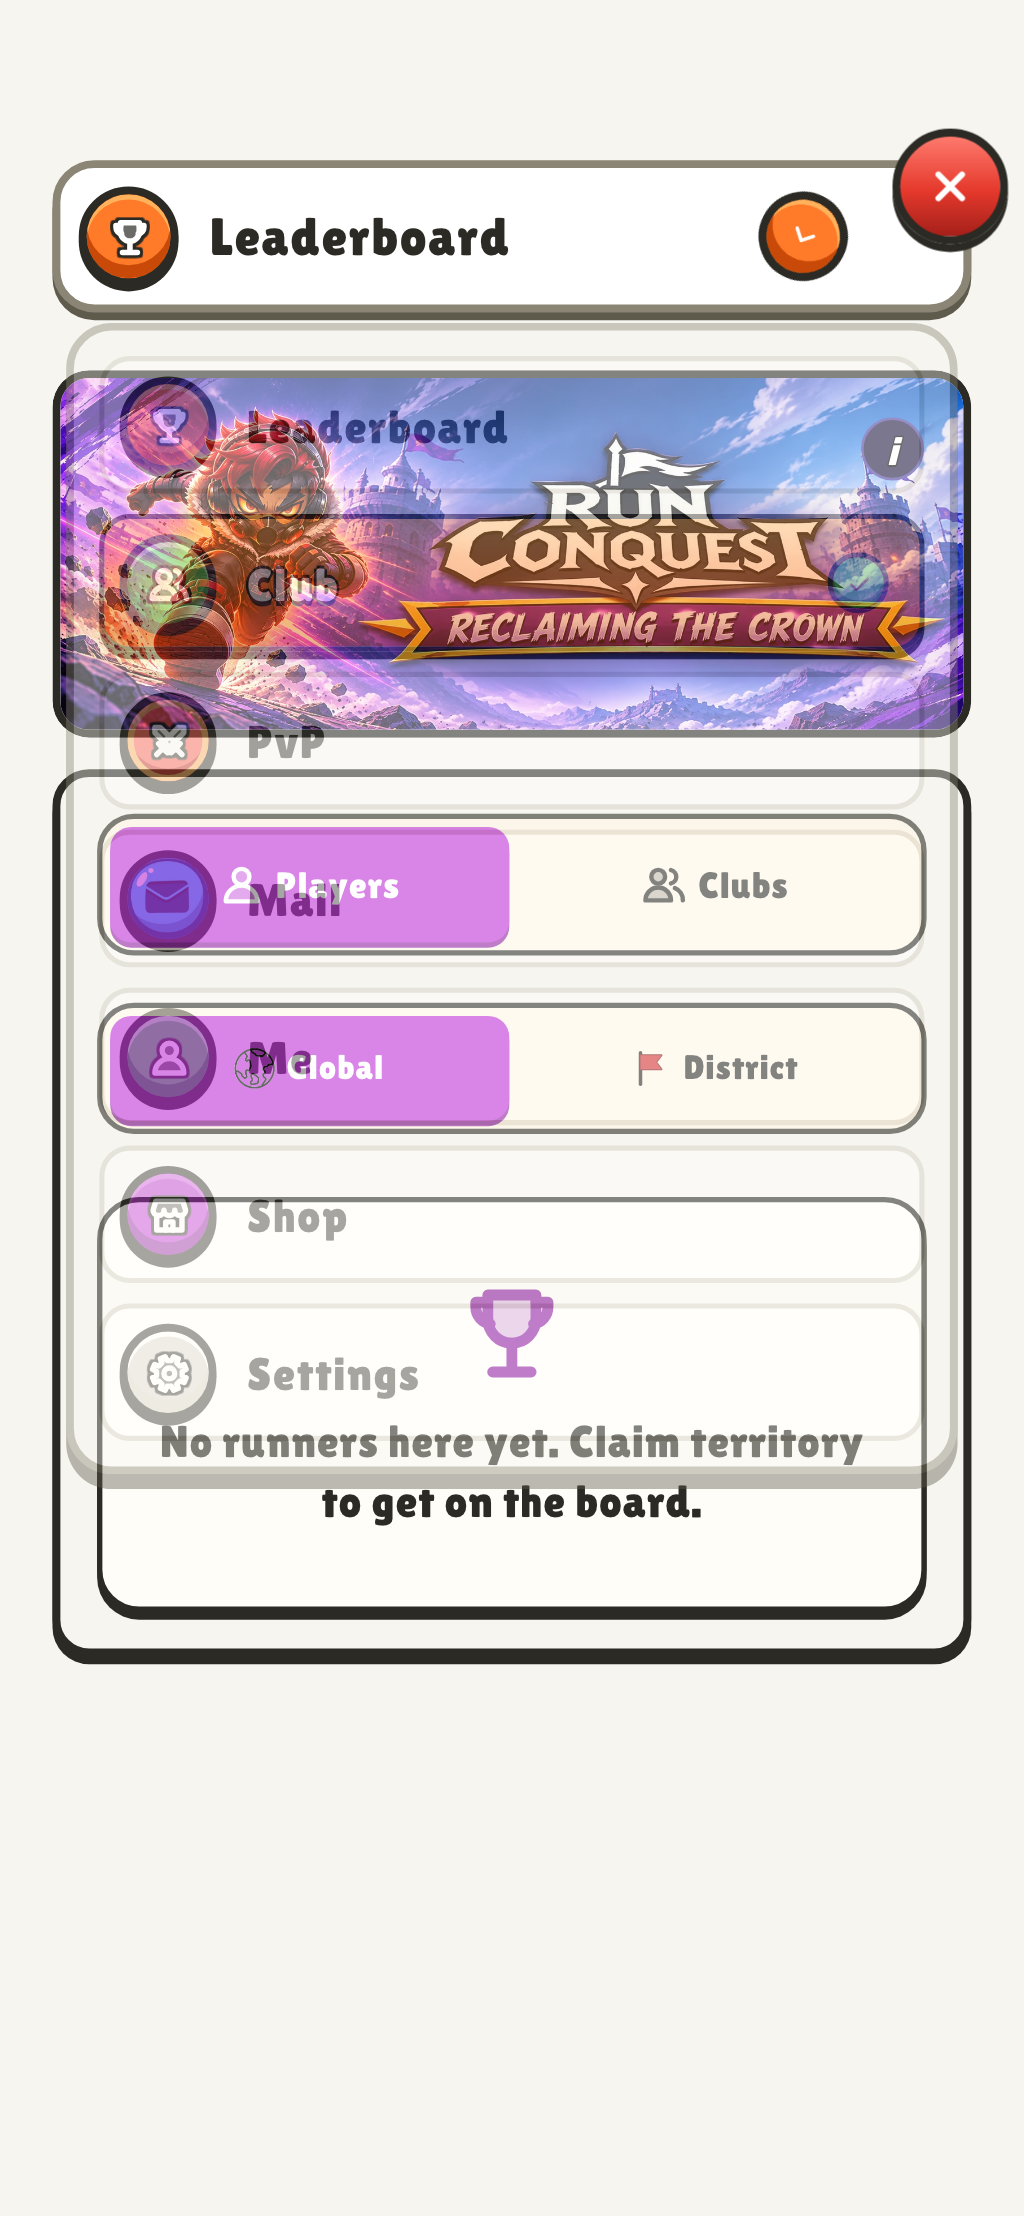 Leaderboard
Leaderboard
i
RUN
CONQUEST
Club
RECLAIMING THE CROWN
PvP
Players
Clubs
Mail
Me
Global
District
Shop
Settings
No runners here yet. Claim territory
to get on the board.